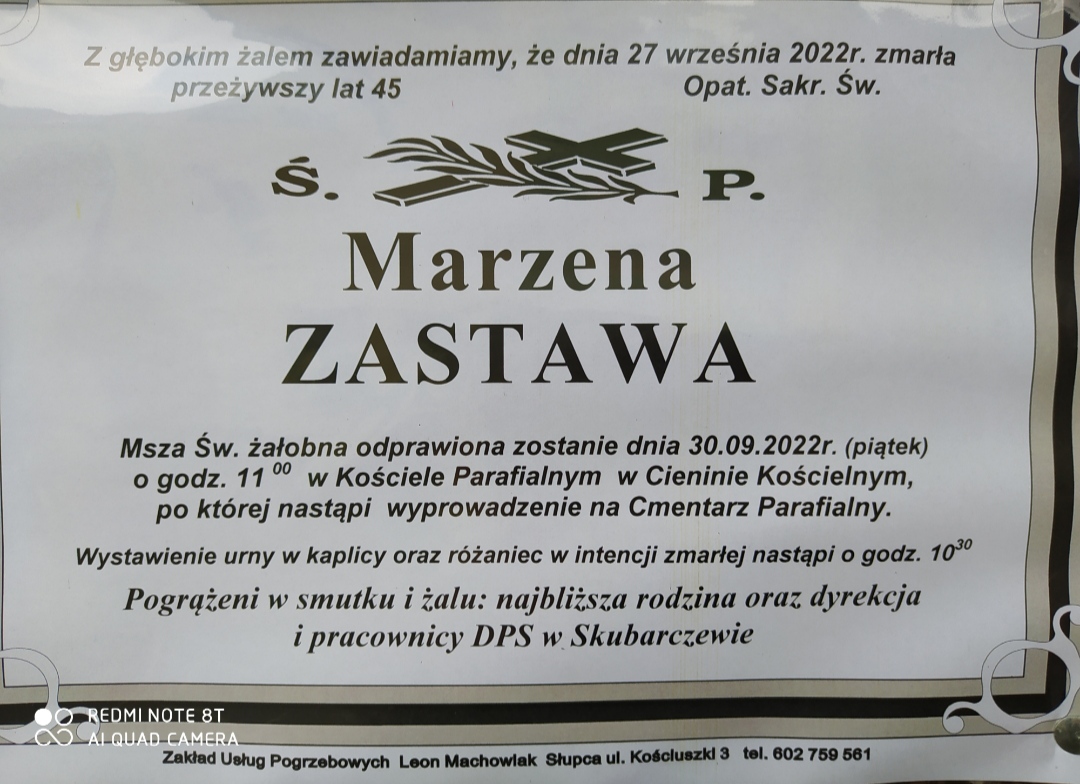 Z głębokim żalem zawiadamiamy, że dnia 27 września 2022r. zmarła
przeżywszy lat 45 Opat. Sakr. Św.
Ś. P.
Marzena
ZASTAWA
Msza Św. żałobna odprawiona zostanie dnia 30.09.2022r. (piątek)
o godz. 11 00 w Kościele Parafialnym w Cieninie Kościelnym,
po której nastąpi wyprowadzenie na Cmentarz Parafialny.
Wystawienie urny w kaplicy oraz różaniec w intencji zmarłej nastąpi o godz. 10 30
Pogrążeni w smutku i żalu: najbliższa rodzina oraz dyrekcja
i pracownicy DPS w Skubarczewie
REDMI NOTE 8T
AI QUAD CAMERA
Zakład Usług Pogrzebowych Leon Machowlak Słupca ul. Kościuszki 3 tel. 602 759 561